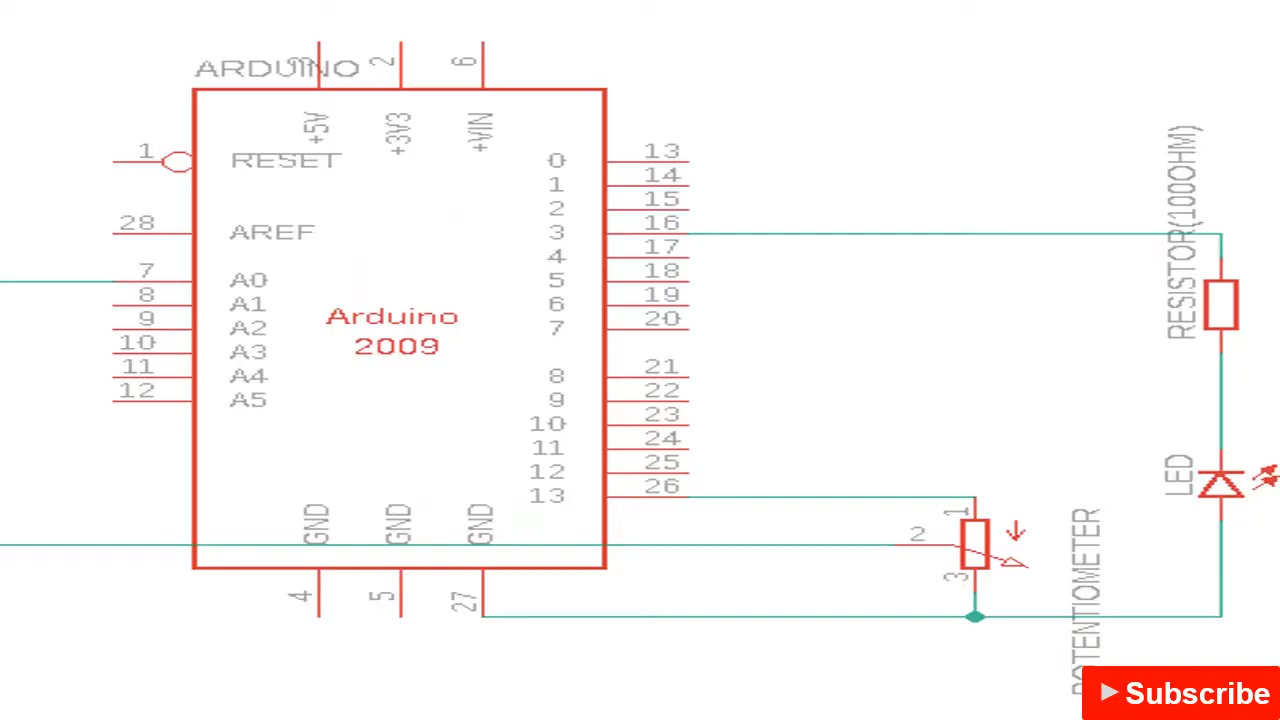 ARDUINO
3
2
6
+5V
+3V3
+VIN
1
RESET
28
AREF
7
A0
8
A1
9
A2
10
A3
11
A4
12
A5
Arduino
2009
0
13
1
14
2
15
3
16
4
17
5
18
6
19
7
20
8
21
9
22
10
23
11
24
12
25
13
26
GND
GND
GND
4
5
27
RESISTOR(100OHM)
LED
1
2
3
POTENTIOMETER
Subscribe